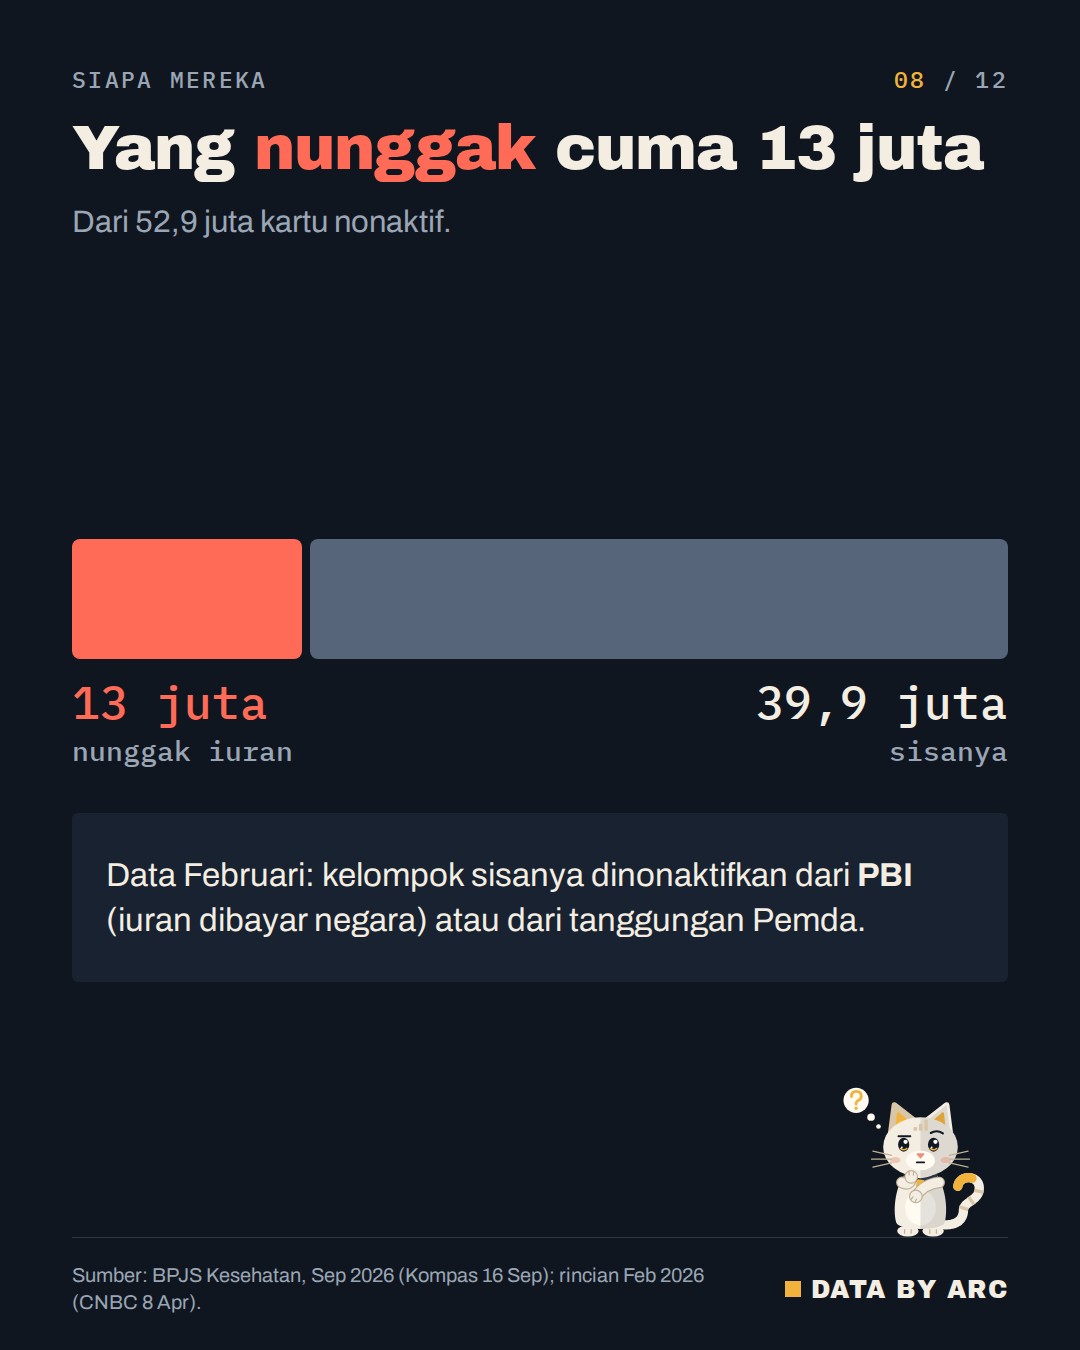 SIAPA MEREKA
08 / 12
Yang nunggak cuma 13 juta
Dari 52,9 juta kartu nonaktif.
13 juta
39,9 juta
nunggak iuran
sisanya
Data Februari: kelompok sisanya dinonaktifkan dari PBI
(iuran dibayar negara) atau dari tanggungan Pemda.
?
Sumber: BPJS Kesehatan, Sep 2026 (Kompas 16 Sep); rincian Feb 2026
(CNBC 8 Apr).
DATA BY ARC